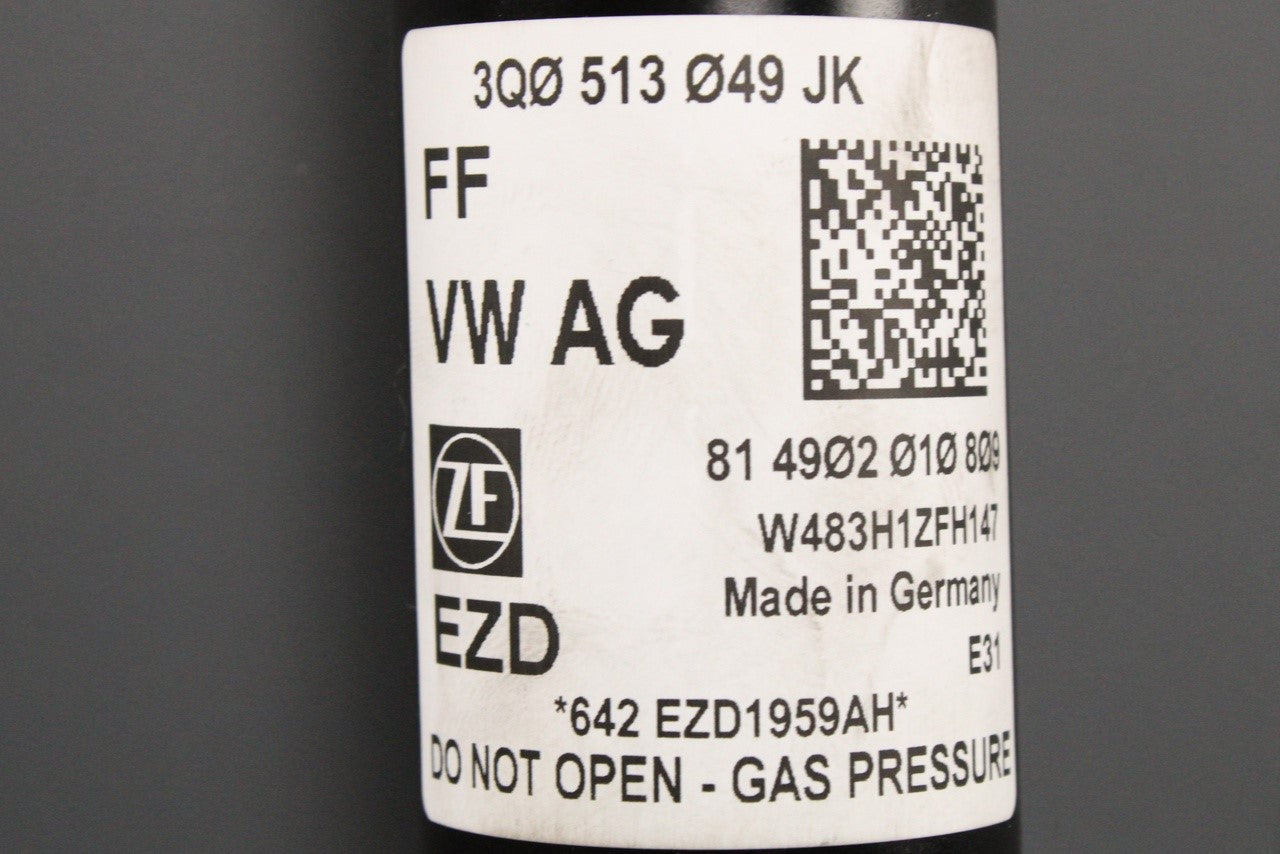 3QØ 513 Ø49 JK
FF
VW AG
81 49Ø2 Ø1Ø 8Ø9
ZF
W483H1ZFH147
Made in Germany
EZD
E31
*642 EZD1959AH*
DO NOT OPEN - GAS PRESSURE